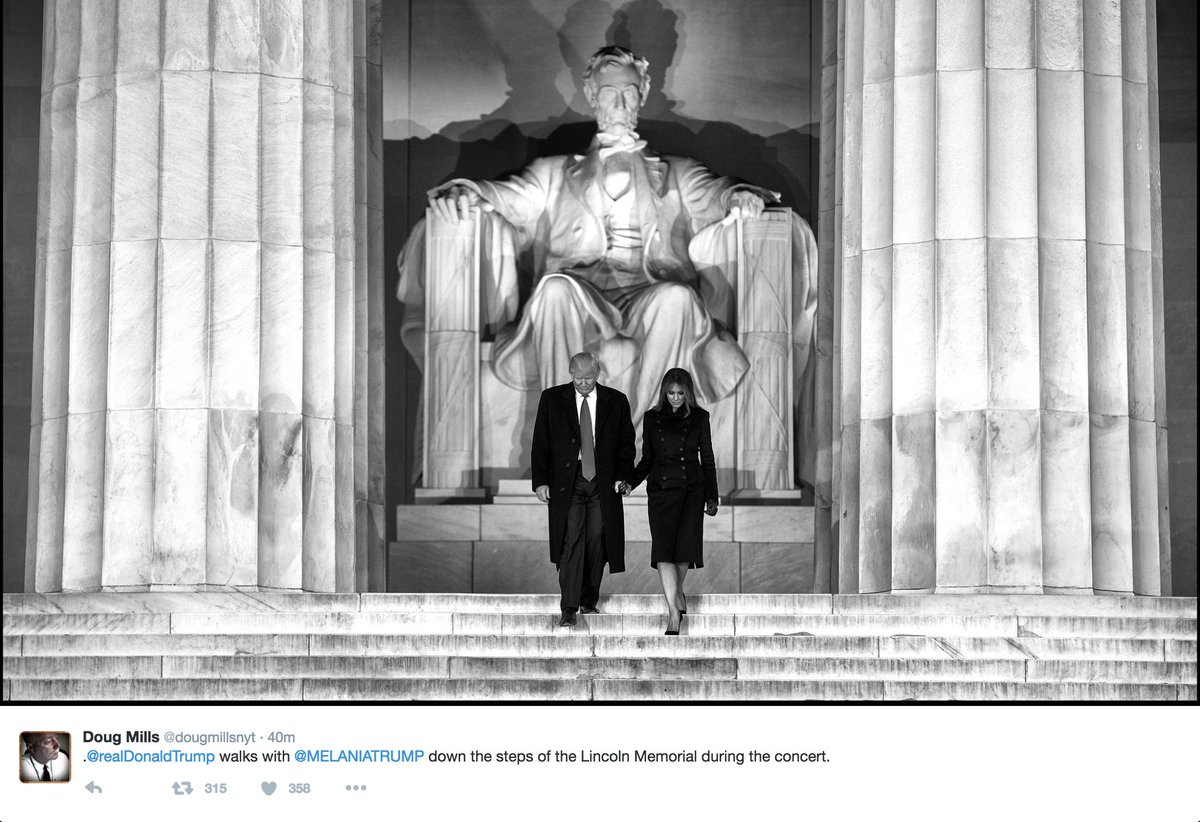 Doug Mills @dougmillsnyt · 40m
.@realDonaldTrump walks with @MELANIATRUMP down the steps of the Lincoln Memorial during the concert.
315 358